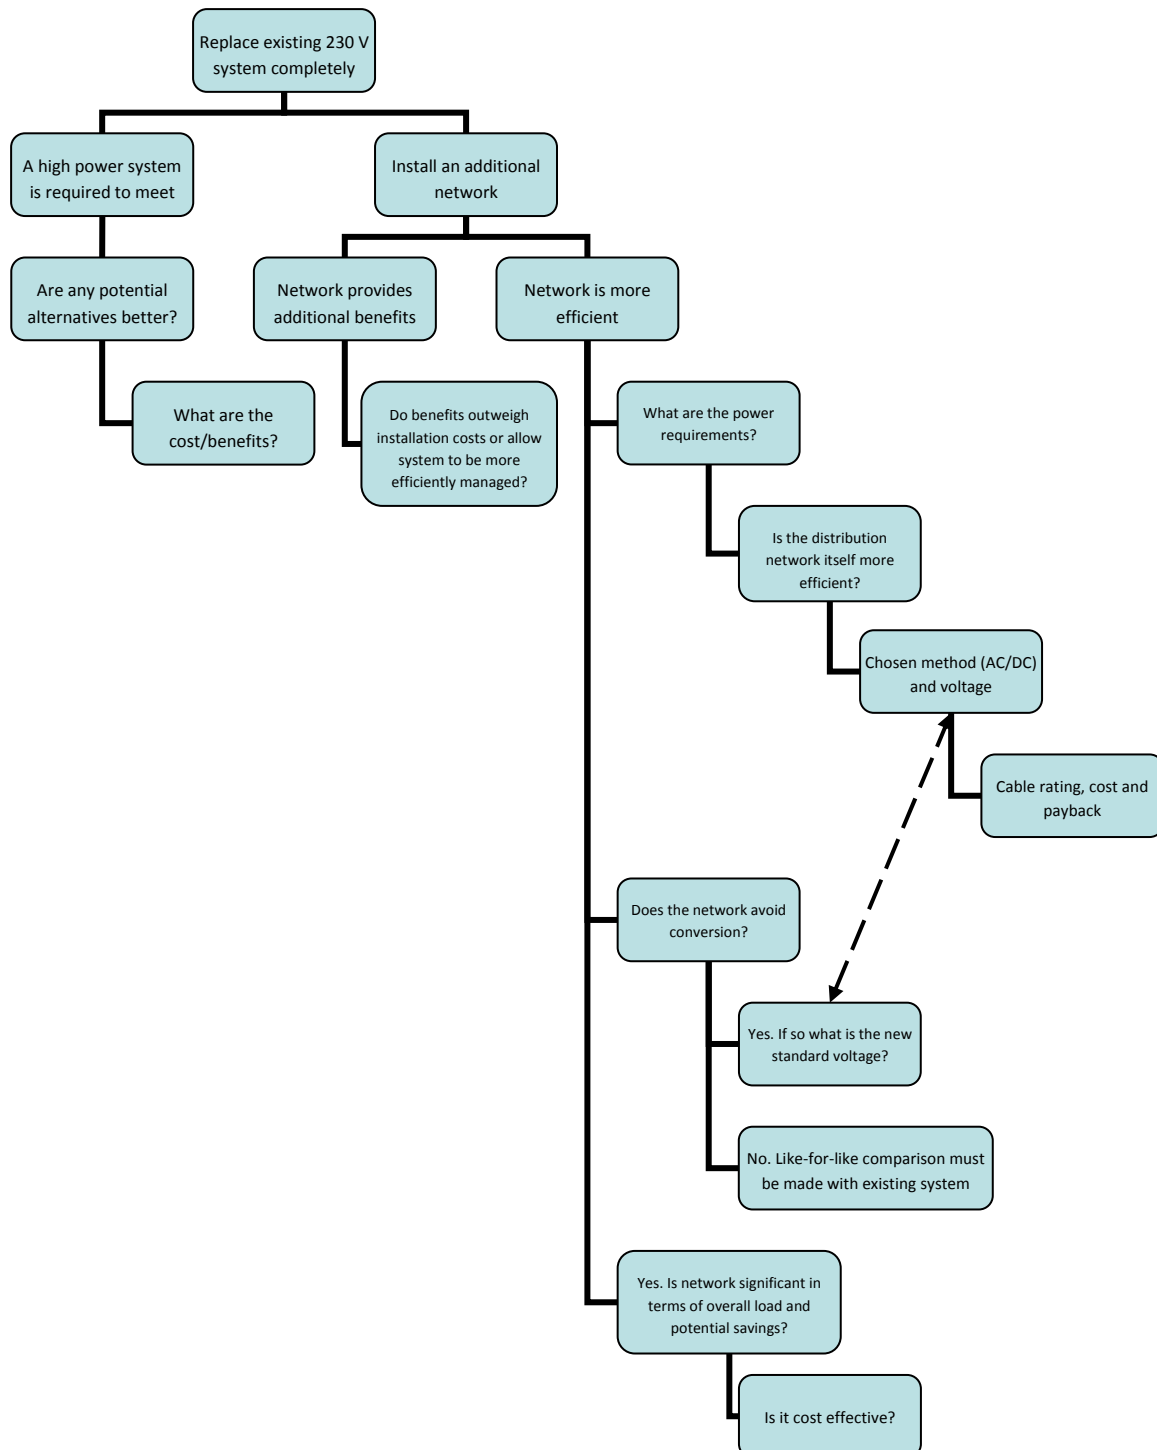 Replace existing 230 V
system completely
A high power system
is required to meet
Install an additional
network
Are any potential
alternatives better?
Network provides
additional benefits
Network is more
efficient
What are the
cost/benefits?
Do benefits outweigh
installation costs or allow
system to be more
efficiently managed?
What are the power
requirements?
Is the distribution
network itself more
efficient?
Chosen method (AC/DC)
and voltage
Cable rating, cost and
payback
Does the network avoid
conversion?
Yes. If so what is the new
standard voltage?
No. Like-for-like comparison must
be made with existing system
Yes. Is network significant in
terms of overall load and
potential savings?
Is it cost effective?